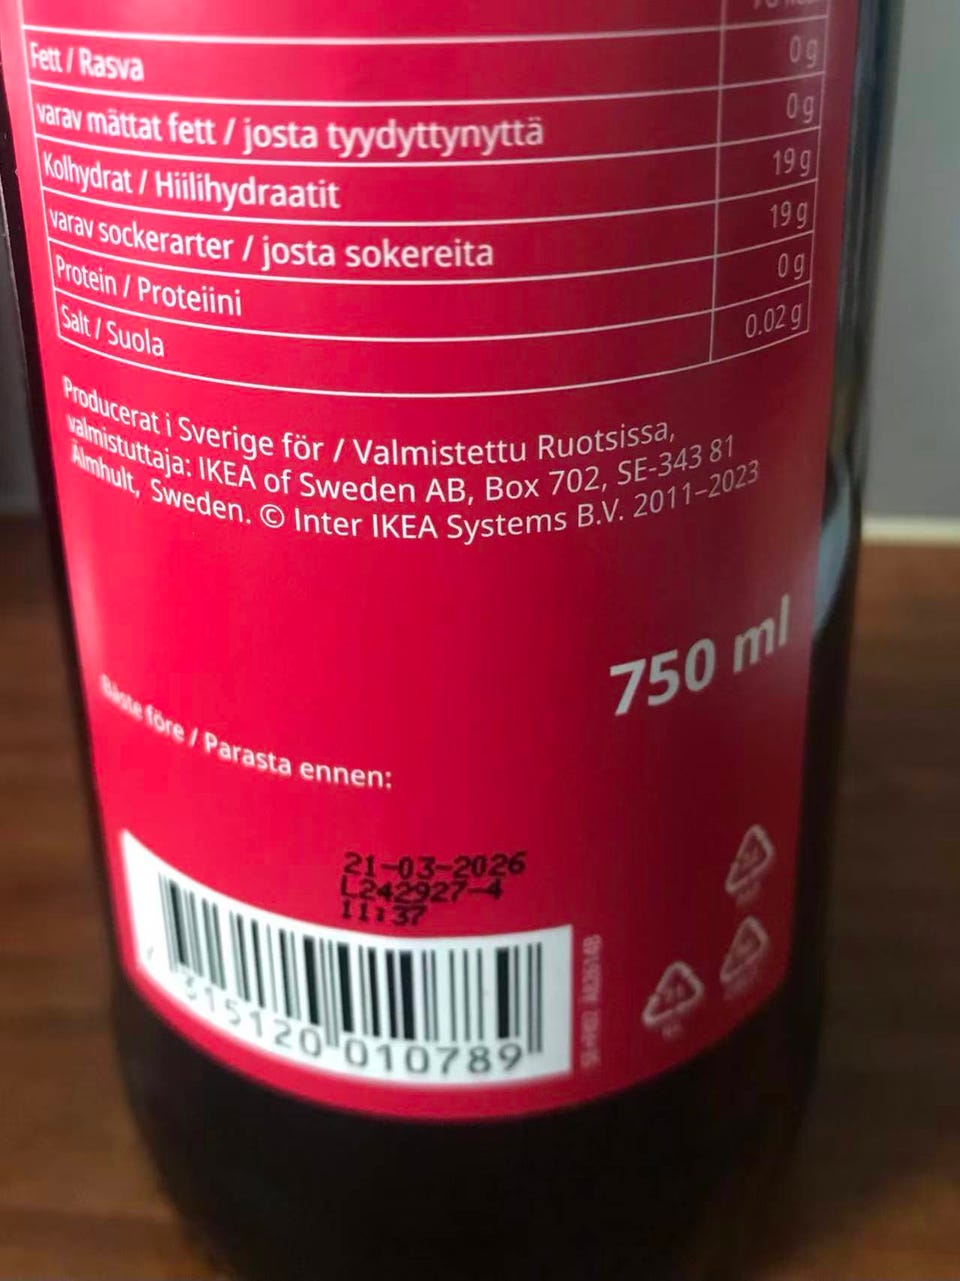 Fett / Rasva 0 g
varav mättat fett / josta tyydyttynyttä 0 g
Kolhydrat / Hiilihydraatit 19 g
varav sockerarter / josta sokereita 19 g
Protein / Proteiini 0 g
Salt / Suola 0.02 g
Producerat i Sverige för / Valmistettu Ruotsissa,
valmistuttaja: IKEA of Sweden AB, Box 702, SE-343 81
Älmhult, Sweden. © Inter IKEA Systems B.V. 2011–2023
750 ml
Bäste före / Parasta ennen:
21-03-2026
L242927-4
11:37
7 315120 010789